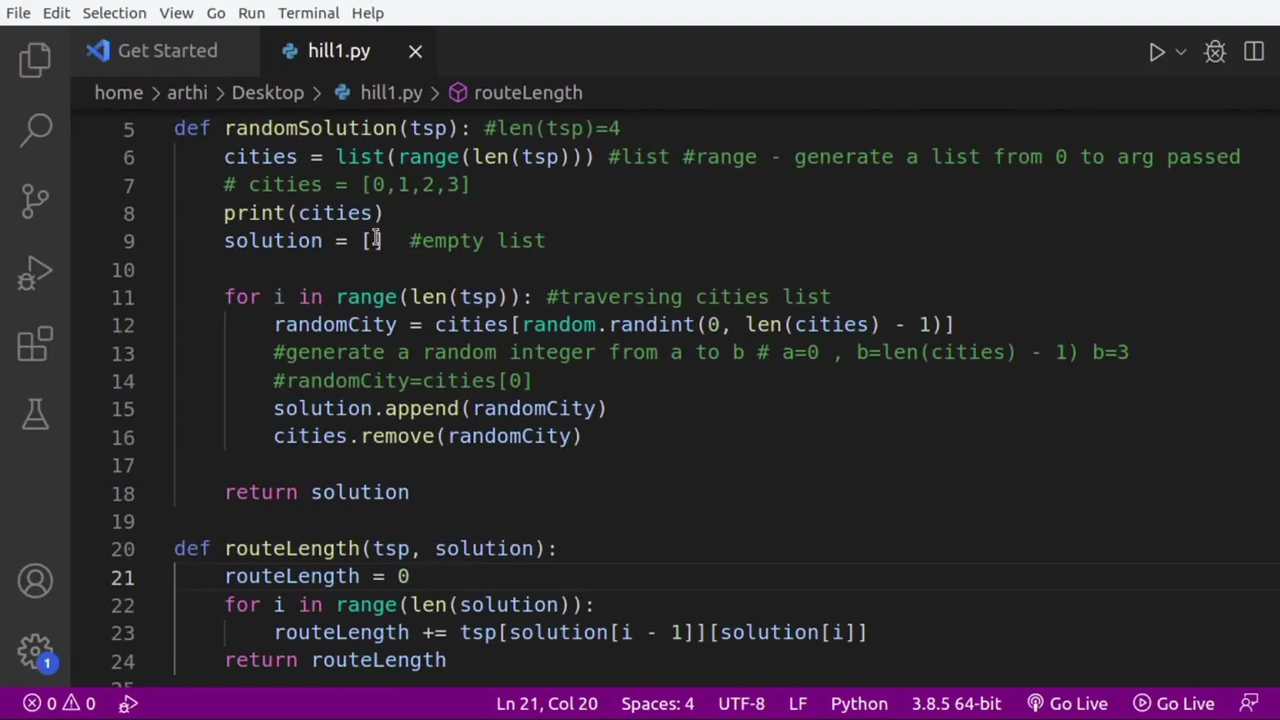 File Edit Selection View Go Run Terminal Help
Get Started hill1.py
home > arthi > Desktop > hill1.py > routeLength
5 def randomSolution(tsp): #len(tsp)=4
6 cities = list(range(len(tsp))) #list #range - generate a list from 0 to arg passed
7 # cities = [0,1,2,3]
8 print(cities)
9 solution = [] #empty list
10
11 for i in range(len(tsp)): #traversing cities list
12 randomCity = cities[random.randint(0, len(cities) - 1)]
13 #generate a random integer from a to b # a=0 , b=len(cities) - 1) b=3
14 #randomCity=cities[0]
15 solution.append(randomCity)
16 cities.remove(randomCity)
17
18 return solution
19
20 def routeLength(tsp, solution):
21 routeLength = 0
22 for i in range(len(solution)):
23 routeLength += tsp[solution[i - 1]][solution[i]]
24 return routeLength
1
0 0 Ln 21, Col 20 Spaces: 4 UTF-8 LF Python 3.8.5 64-bit Go Live Go Live